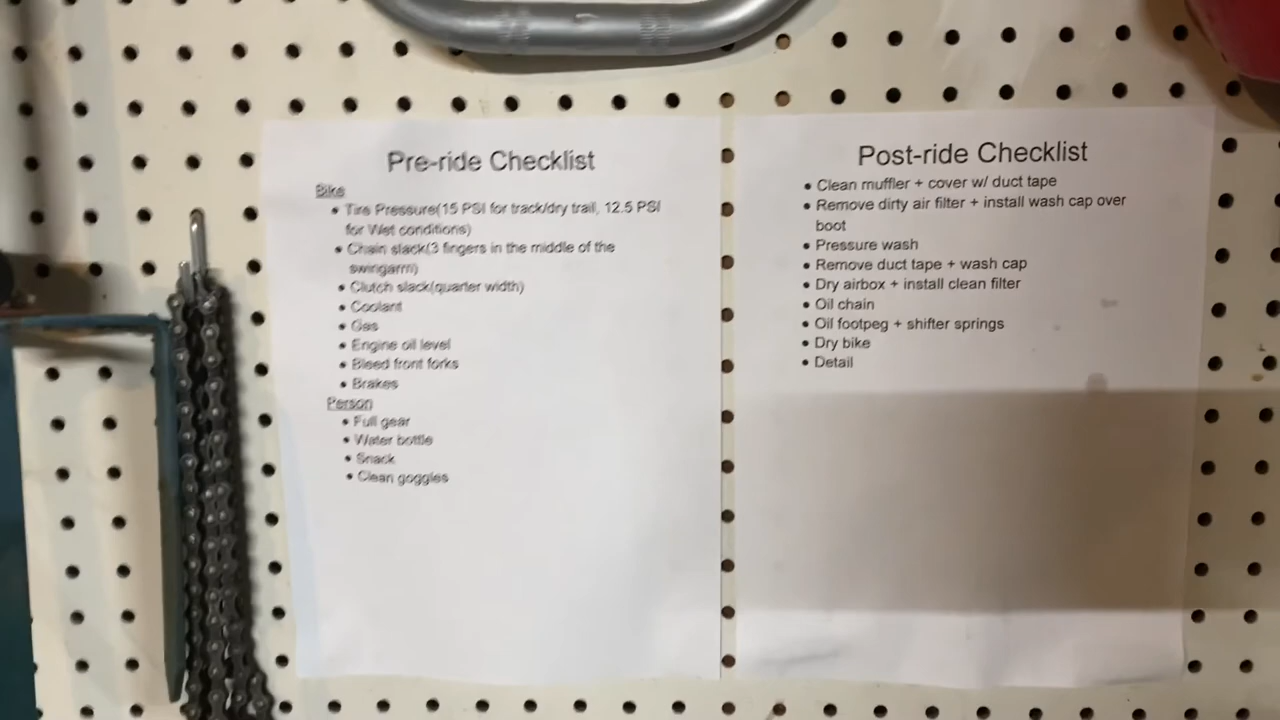 Pre-ride Checklist
Bike
• Tire Pressure(15 PSI for track/dry trail, 12.5 PSI
for Wet conditions)
• Chain slack(3 fingers in the middle of the
swingarm)
• Clutch slack(quarter width)
• Coolant
• Gas
• Engine oil level
• Bleed front forks
• Brakes
Person
• Full gear
• Water bottle
• Snack
• Clean goggles
Post-ride Checklist
• Clean muffler + cover w/ duct tape
• Remove dirty air filter + install wash cap over
boot
• Pressure wash
• Remove duct tape + wash cap
• Dry airbox + install clean filter
• Oil chain
• Oil footpeg + shifter springs
• Dry bike
• Detail